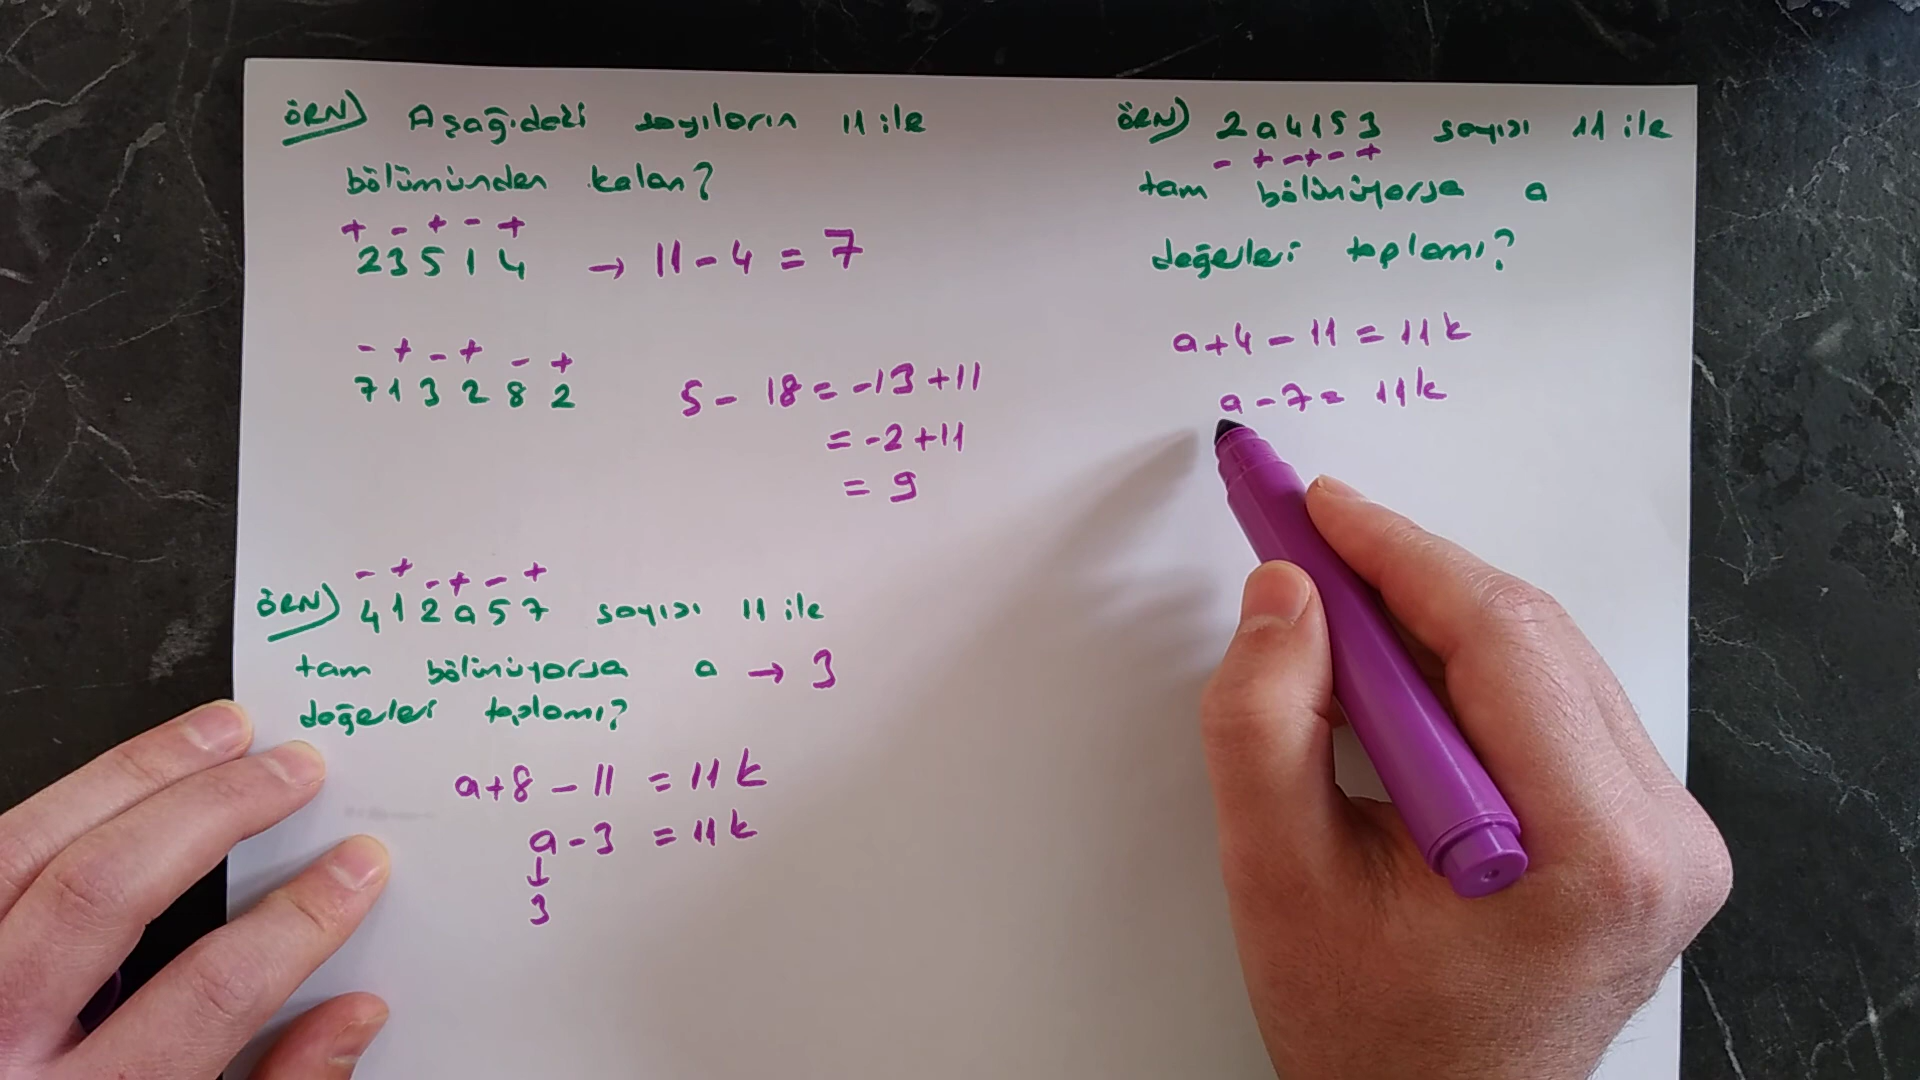 ÖRN) Aşağıdaki sayıların 11 ile
bölümünden kalan?
+ - + - +
23514 → 11 - 4 = 7
- + - + - +
713282 5 - 18 = -13 + 11
= -2 + 11
= 9
- + - + - +
ÖRN) 412a57 sayısı 11 ile
tam bölünüyorsa a → 3
değerleri toplamı?
a + 8 - 11 = 11k
a - 3 = 11k
↓
3
ÖRN) 2a4153 sayısı 11 ile
- + - + - +
tam bölünüyorsa a
değerleri toplamı?
a + 4 - 11 = 11k
a - 7 = 11k